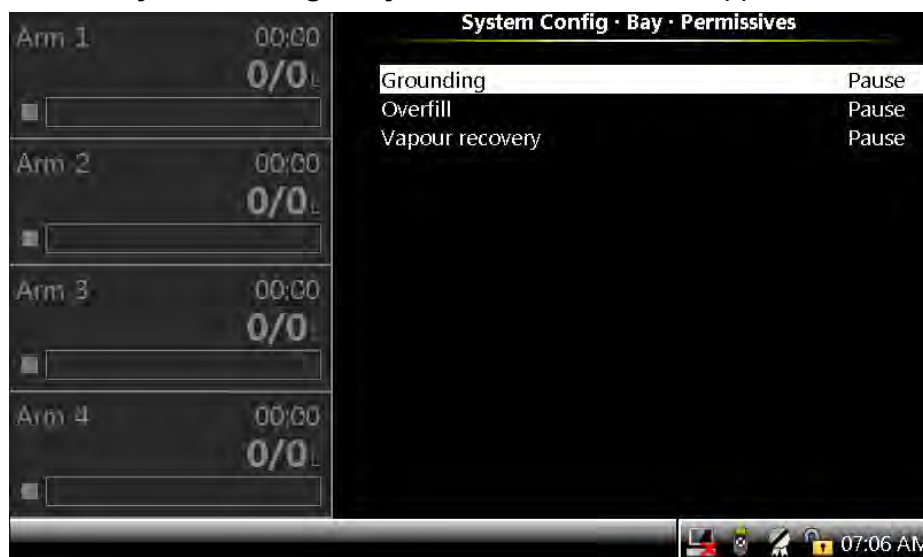 System Config · Bay · Permissives
Arm 1 00:00
0/0 L
Arm 2 00:00
0/0 L
Arm 3 00:00
0/0 L
Arm 4 00:00
0/0 L
Grounding Pause
Overfill Pause
Vapour recovery Pause
07:06 AM